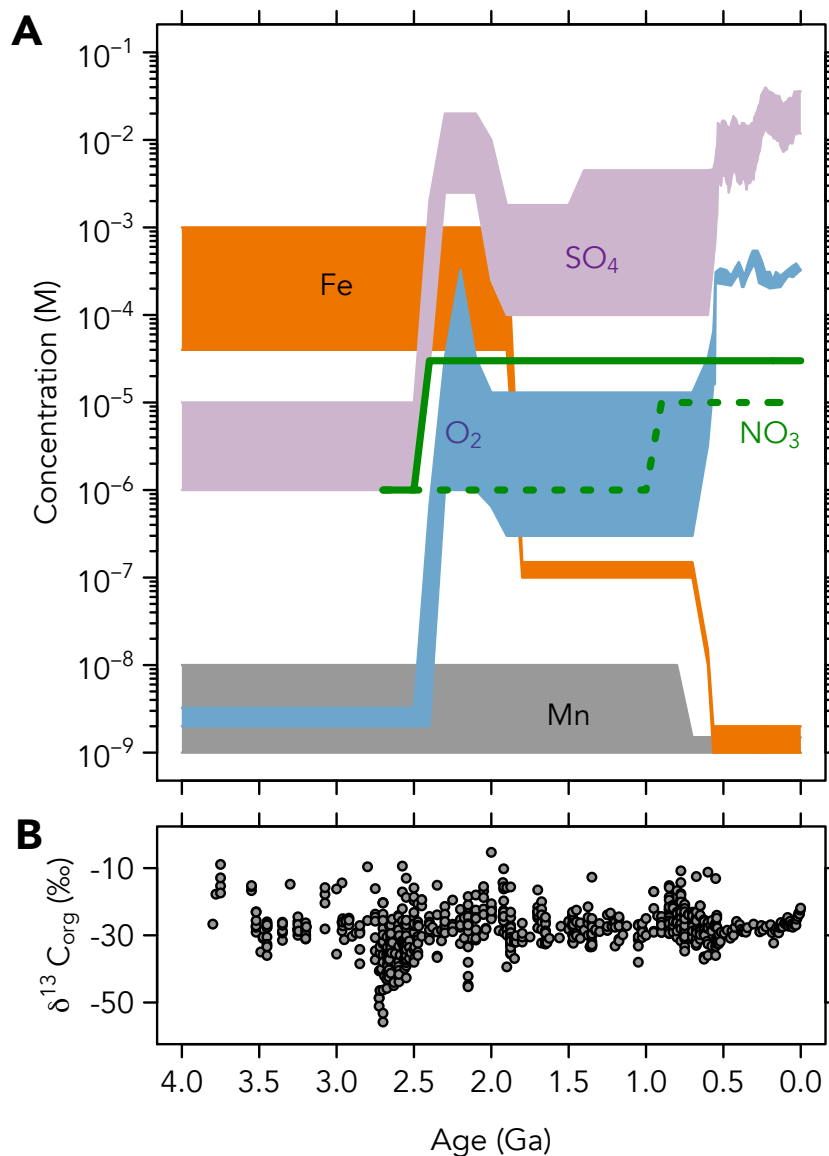 A
Concentration (M)
10⁻¹
10⁻²
10⁻³
10⁻⁴
10⁻⁵
10⁻⁶
10⁻⁷
10⁻⁸
10⁻⁹
Fe
SO₄
O₂
NO₃
Mn
B
δ¹³ C_org (‰)
-10
-30
-50
4.0 3.5 3.0 2.5 2.0 1.5 1.0 0.5 0.0
Age (Ga)